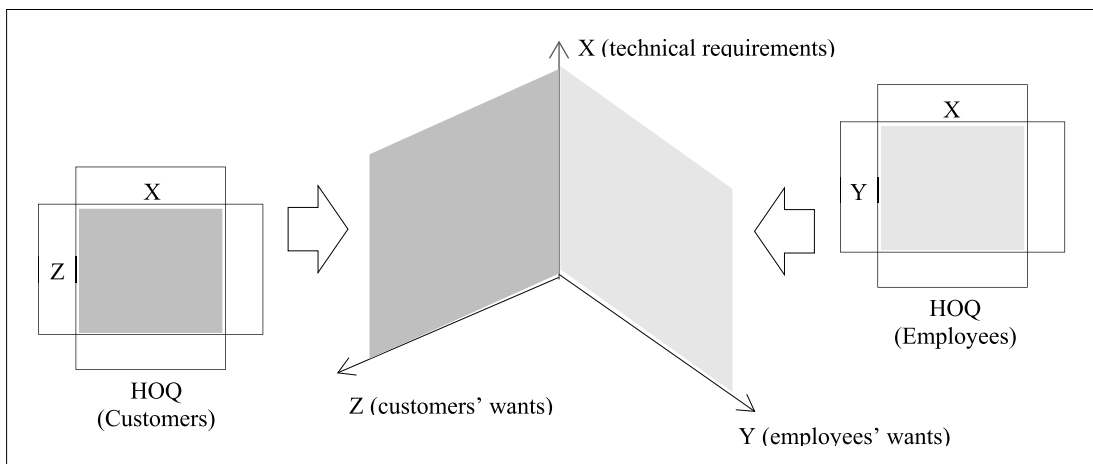 X (technical requirements)
X
X
Y
Z
HOQ
(Employees)
HOQ
(Customers)
Z (customers’ wants)
Y (employees’ wants)